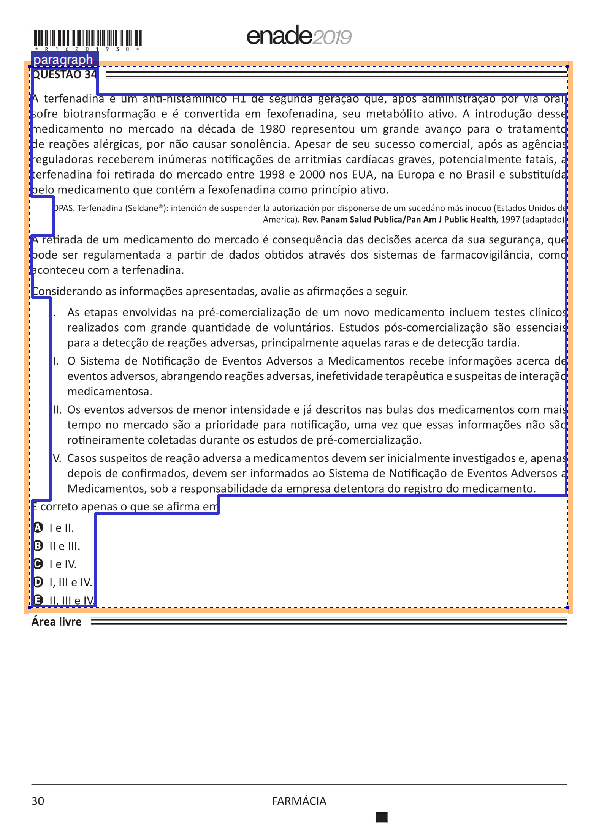 *R16201930*
enade2019
paragraph
QUESTÃO 34
A terfenadina é um anti-histamínico H1 de segunda geração que, após administração por via oral,
sofre biotransformação e é convertida em fexofenadina, seu metabólito ativo. A introdução desse
medicamento no mercado na década de 1980 representou um grande avanço para o tratamento
de reações alérgicas, por não causar sonolência. Apesar de seu sucesso comercial, após as agências
reguladoras receberem inúmeras notificações de arritmias cardíacas graves, potencialmente fatais, a
terfenadina foi retirada do mercado entre 1998 e 2000 nos EUA, na Europa e no Brasil e substituída
pelo medicamento que contém a fexofenadina como princípio ativo.
OPAS. Terfenadina (Seldane®): intención de suspender la autorización por disponerse de um sucedáno más inocuo (Estados Unidos de
America). Rev. Panam Salud Publica/Pan Am J Public Health, 1997 (adaptado).
A retirada de um medicamento do mercado é consequência das decisões acerca da sua segurança, que
pode ser regulamentada a partir de dados obtidos através dos sistemas de farmacovigilância, como
aconteceu com a terfenadina.
Considerando as informações apresentadas, avalie as afirmações a seguir.
I. As etapas envolvidas na pré-comercialização de um novo medicamento incluem testes clínicos
realizados com grande quantidade de voluntários. Estudos pós-comercialização são essenciais
para a detecção de reações adversas, principalmente aquelas raras e de detecção tardia.
II. O Sistema de Notificação de Eventos Adversos a Medicamentos recebe informações acerca de
eventos adversos, abrangendo reações adversas, inefetividade terapêutica e suspeitas de interação
medicamentosa.
III. Os eventos adversos de menor intensidade e já descritos nas bulas dos medicamentos com mais
tempo no mercado são a prioridade para notificação, uma vez que essas informações não são
rotineiramente coletadas durante os estudos de pré-comercialização.
IV. Casos suspeitos de reação adversa a medicamentos devem ser inicialmente investigados e, apenas
depois de confirmados, devem ser informados ao Sistema de Notificação de Eventos Adversos a
Medicamentos, sob a responsabilidade da empresa detentora do registro do medicamento.
É correto apenas o que se afirma em
A I e II.
B II e III.
C I e IV.
D I, III e IV.
E II, III e IV.
Área livre
30 FARMÁCIA